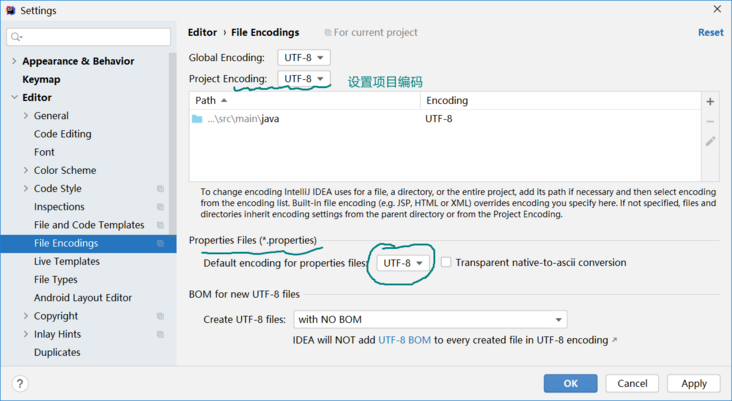 Settings
Appearance & Behavior
Keymap
Editor
General
Code Editing
Font
Color Scheme
Code Style
Inspections
File and Code Templates
File Encodings
Live Templates
File Types
Android Layout Editor
Copyright
Inlay Hints
Duplicates
Editor › File Encodings
For current project
Reset
Global Encoding: UTF-8
Project Encoding: UTF-8 设置项目编码
Path Encoding
...\src\main\java UTF-8
To change encoding IntelliJ IDEA uses for a file, a directory, or the entire project, add its path if necessary and then select encoding
from the encoding list. Built-in file encoding (e.g. JSP, HTML or XML) overrides encoding you specify here. If not specified, files and
directories inherit encoding settings from the parent directory or from the Project Encoding.
Properties Files (*.properties)
Default encoding for properties files: UTF-8 Transparent native-to-ascii conversion
BOM for new UTF-8 files
Create UTF-8 files: with NO BOM
IDEA will NOT add UTF-8 BOM to every created file in UTF-8 encoding ↗
?
OK Cancel Apply